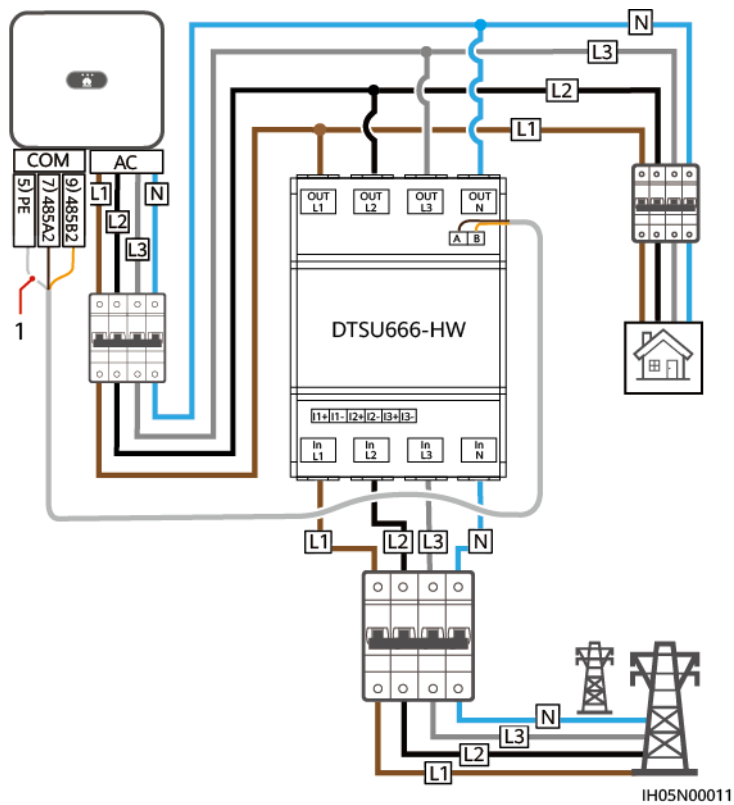 N
L3
L2
L1
COM
AC
5) PE
7) 485A2
9) 485B2
L1
L2
L3
N
1
OUT L1
OUT L2
OUT L3
OUT N
A B
DTSU666-HW
I1+ I1- I2+ I2- I3+ I3-
In L1
In L2
In L3
In N
L1
L2
L3
N
N
L3
L2
L1
IH05N00011